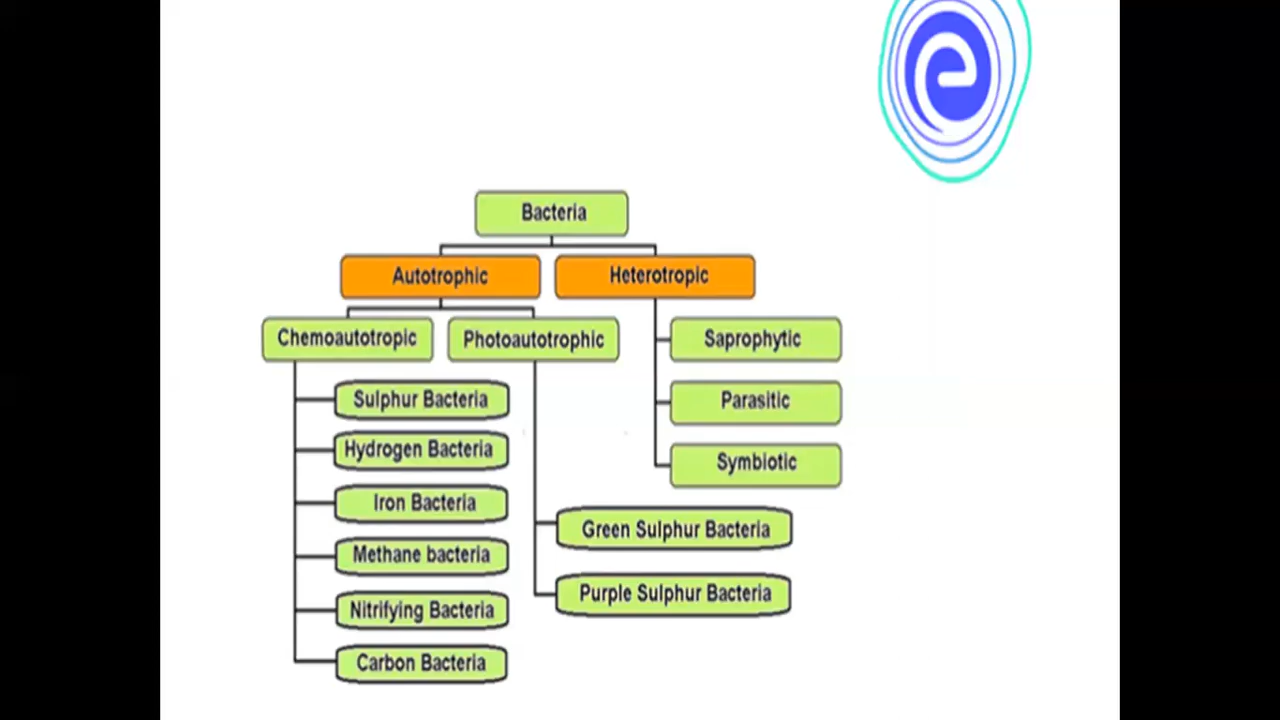 Bacteria
Autotrophic
Heterotropic
Chemoautotropic
Photoautotrophic
Saprophytic
Parasitic
Symbiotic
Sulphur Bacteria
Hydrogen Bacteria
Iron Bacteria
Methane bacteria
Nitrifying Bacteria
Carbon Bacteria
Green Sulphur Bacteria
Purple Sulphur Bacteria